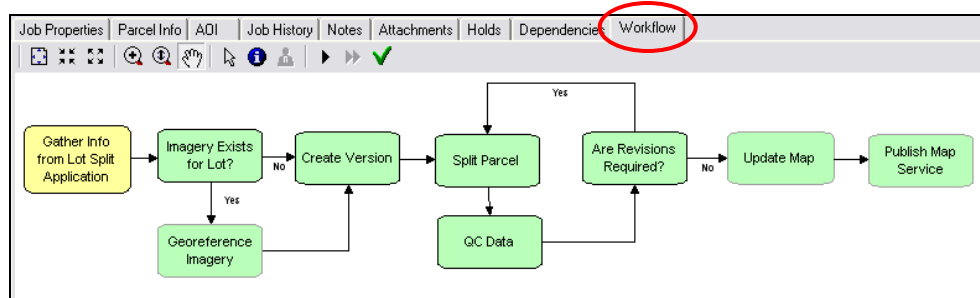 Job Properties Parcel Info AOI Job History Notes Attachments Holds Dependencies Workflow
Yes
Gather Info
from Lot Split
Application
Imagery Exists
for Lot?
No
Create Version
Split Parcel
Are Revisions
Required?
No
Update Map
Publish Map
Service
Yes
Georeference
Imagery
QC Data